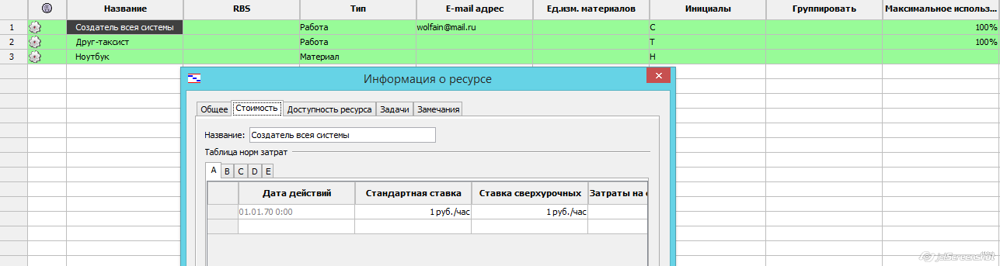 Название RBS Тип E-mail адрес Ед.изм. материалов Инициалы Группировать Максимальное использ...
1 Создатель всея системы Работа wolfain@mail.ru С 100%
2 Друг-таксист Работа Т 100%
3 Ноутбук Материал Н
Информация о ресурсе
Общее Стоимость Доступность ресурса Задачи Замечания
Название: Создатель всея системы
Таблица норм затрат
A B C D E
Дата действий Стандартная ставка Ставка сверхурочных Затраты на
01.01.70 0:00 1 руб./час 1 руб./час
jetScreenshot